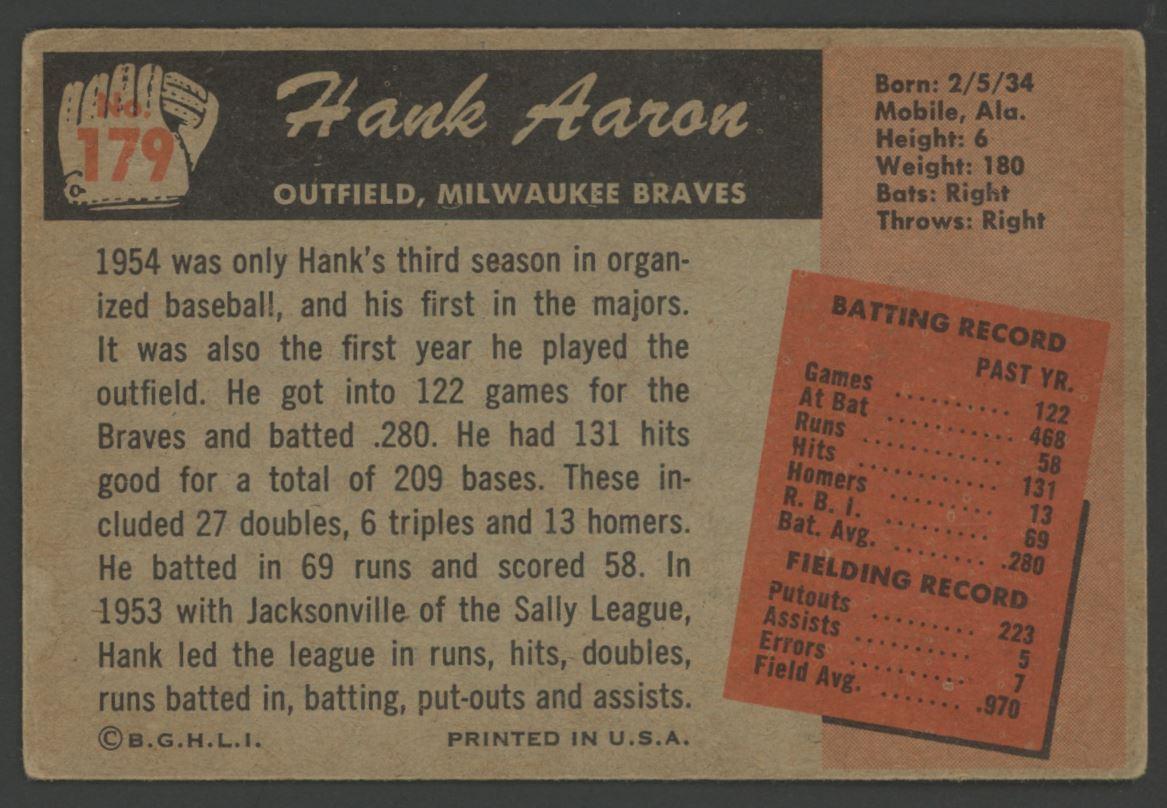 No.
179
Hank Aaron
OUTFIELD, MILWAUKEE BRAVES
Born: 2/5/34
Mobile, Ala.
Height: 6
Weight: 180
Bats: Right
Throws: Right
1954 was only Hank's third season in organ-
ized baseball, and his first in the majors.
It was also the first year he played the
outfield. He got into 122 games for the
Braves and batted .280. He had 131 hits
good for a total of 209 bases. These in-
cluded 27 doubles, 6 triples and 13 homers.
He batted in 69 runs and scored 58. In
1953 with Jacksonville of the Sally League,
Hank led the league in runs, hits, doubles,
runs batted in, batting, put-outs and assists.
©B.G.H.L.I. PRINTED IN U.S.A.
BATTING RECORD
PAST YR.
Games .......... 122
At Bat .......... 468
Runs .......... 58
Hits .......... 131
Homers ........ 13
R. B. I. ........ 69
Bat. Avg. ........ .280
FIELDING RECORD
Putouts ......... 223
Assists .......... 5
Errors .......... 7
Field Avg. ....... .970